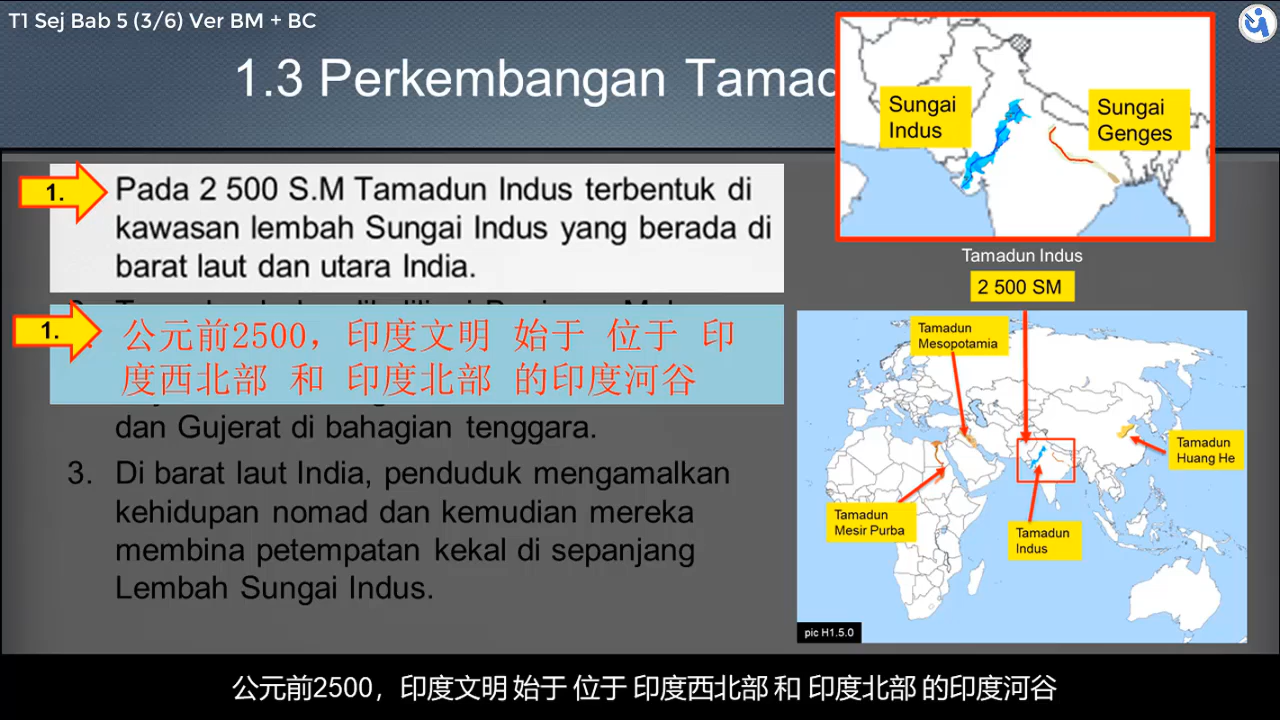 T1 Sej Bab 5 (3/6) Ver BM + BC
1.3 Perkembangan
1.
Pada 2 500 S.M Tamadun Indus terbentuk di
kawasan lembah Sungai Indus yang berada di
barat laut dan utara India.
1.
公元前2500，印度文明 始于 位于 印
度西北部 和 印度北部 的印度河谷
dan Gujerat di bahagian tenggara.
3. Di barat laut India, penduduk mengamalkan
kehidupan nomad dan kemudian mereka
membina petempatan kekal di sepanjang
Lembah Sungai Indus.
Sungai
Indus
Sungai
Genges
Tamadun Indus
2 500 SM
Tamadun
Mesopotamia
Tamadun
Huang He
Tamadun
Mesir Purba
Tamadun
Indus
pic H1.5.0
公元前2500，印度文明 始于 位于 印度西北部 和 印度北部 的印度河谷